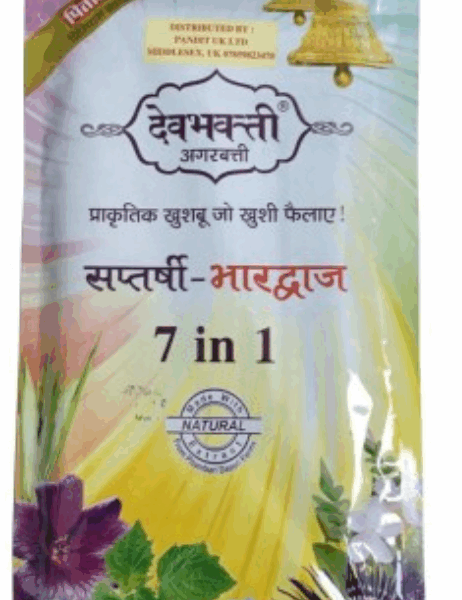 DISTRIBUTED BY :
PANDIT UK LTD
MIDDLESEX, UK
देवभक्ती®
अगरबत्ती
प्राकृतिक खुशबू जो खुशी फैलाए !
सप्तर्षी-भारद्वाज
7 in 1
Made With
NATURAL
Extract